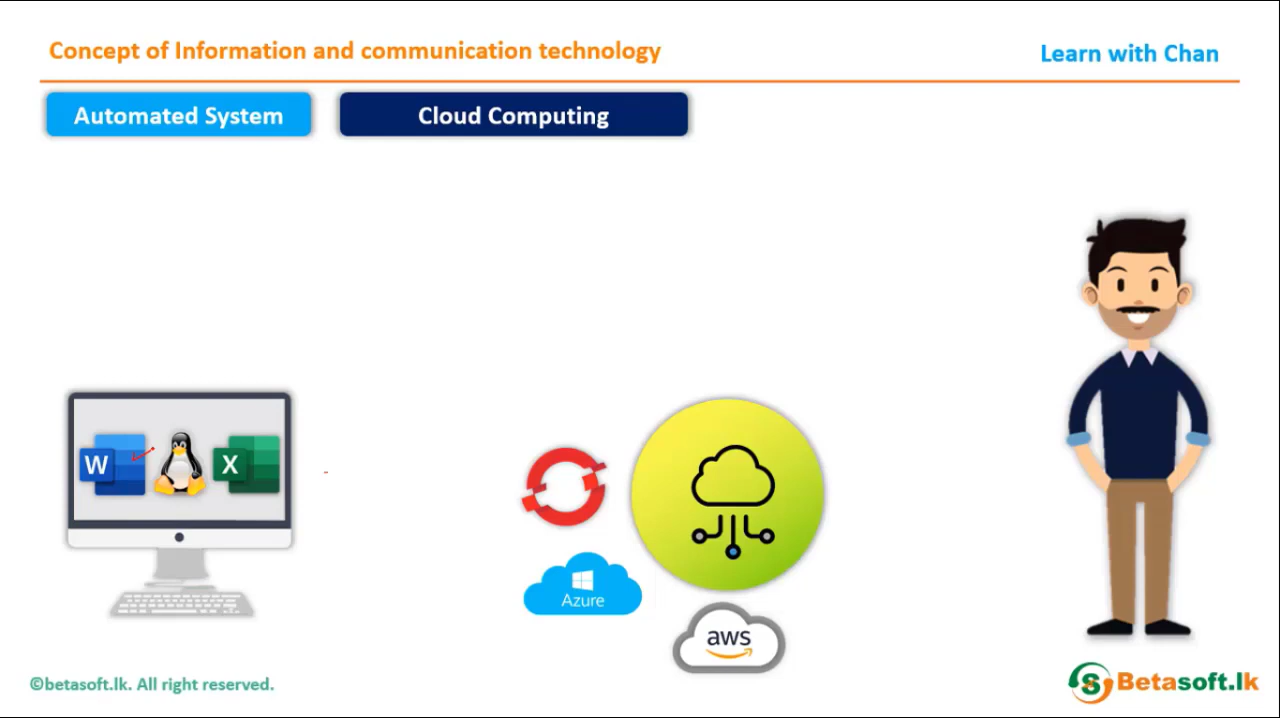 Concept of Information and communication technology
Learn with Chan
Automated System
Cloud Computing
W
X
Azure
aws
©betasoft.lk. All right reserved.
S
Betasoft.lk